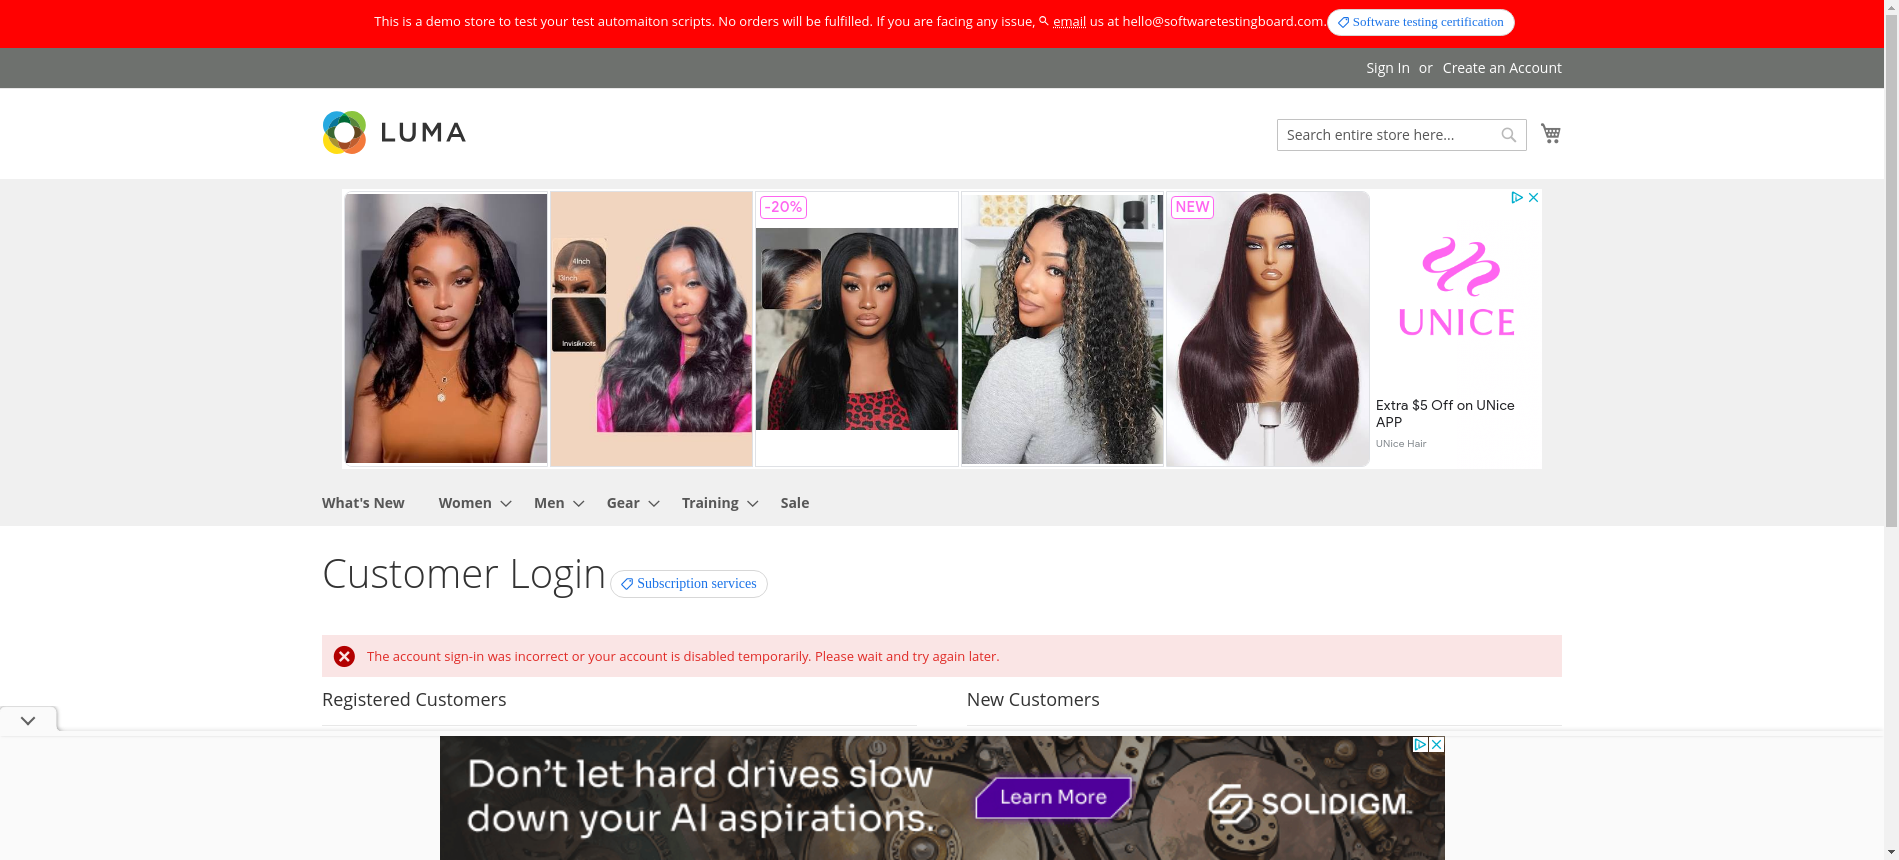 This is a demo store to test your test automaiton scripts. No orders will be fulfilled. If you are facing any issue, email us at hello@softwaretestingboard.com. Software testing certification
Sign In or Create an Account
LUMA
Search entire store here...
4Inch
13Inch
Invisiknots
-20%
NEW
UNICE
Extra $5 Off on UNice
APP
UNice Hair
What's New Women Men Gear Training Sale
Customer Login Subscription services
The account sign-in was incorrect or your account is disabled temporarily. Please wait and try again later.
Registered Customers
New Customers
Don't let hard drives slow
down your AI aspirations.
Learn More
SOLIDIGM